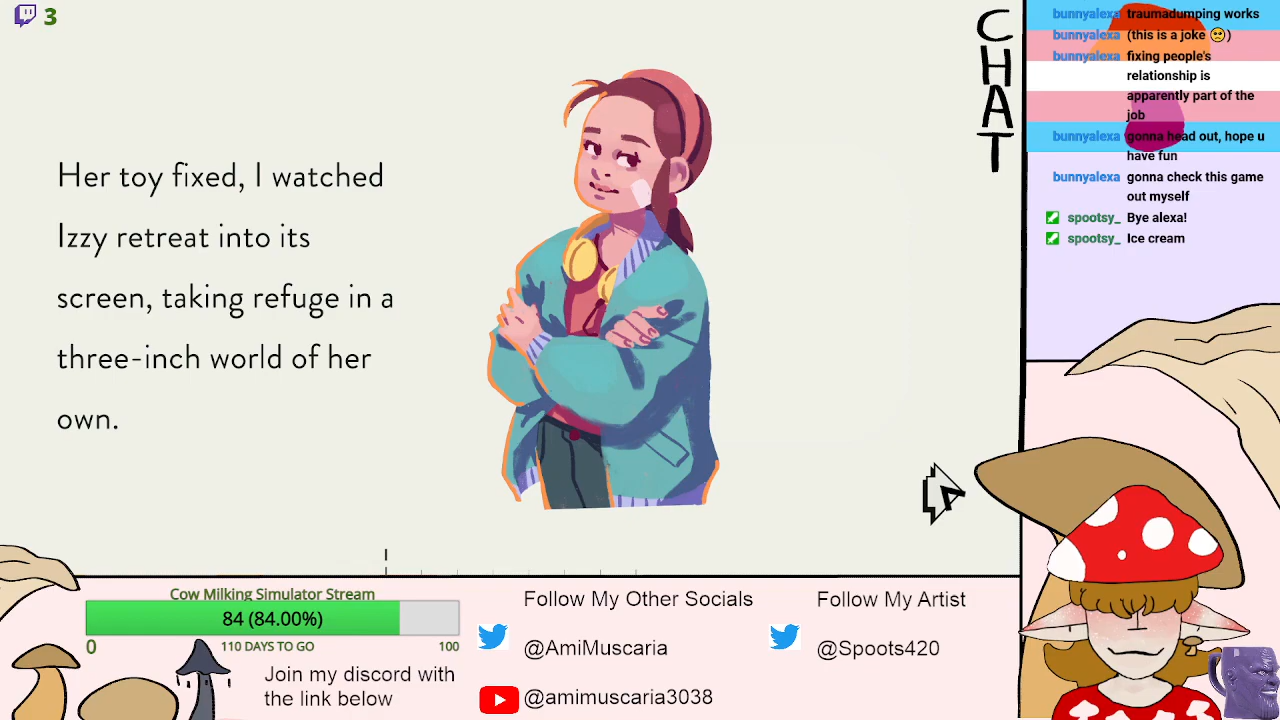 3
Her toy fixed, I watched
Izzy retreat into its
screen, taking refuge in a
three-inch world of her
own.
CHAT
bunnyalexa traumadumping works
bunnyalexa (this is a joke 🥺)
bunnyalexa fixing people's
relationship is
apparently part of the
job
bunnyalexa gonna head out, hope u
have fun
bunnyalexa gonna check this game
out myself
spootsy_ Bye alexa!
spootsy_ Ice cream
Cow Milking Simulator Stream
84 (84.00%)
0 110 DAYS TO GO 100
Join my discord with
the link below
Follow My Other Socials
@AmiMuscaria
@amimuscaria3038
Follow My Artist
@Spoots420